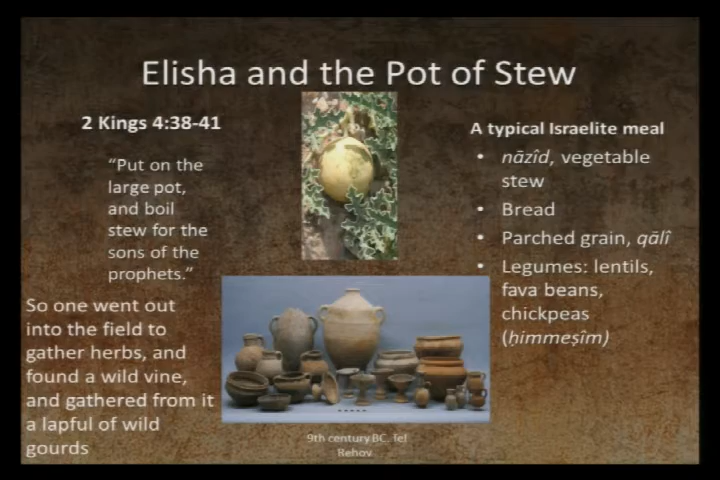 Elisha and the Pot of Stew
2 Kings 4:38-41
“Put on the
large pot,
and boil
stew for the
sons of the
prophets.”
So one went out
into the field to
gather herbs, and
found a wild vine,
and gathered from it
a lapful of wild
gourds
A typical Israelite meal
• nāzîd, vegetable
stew
• Bread
• Parched grain, qālî
• Legumes: lentils,
fava beans,
chickpeas
(ḥimmeṣîm)
9th century BC, Tel
Rehov